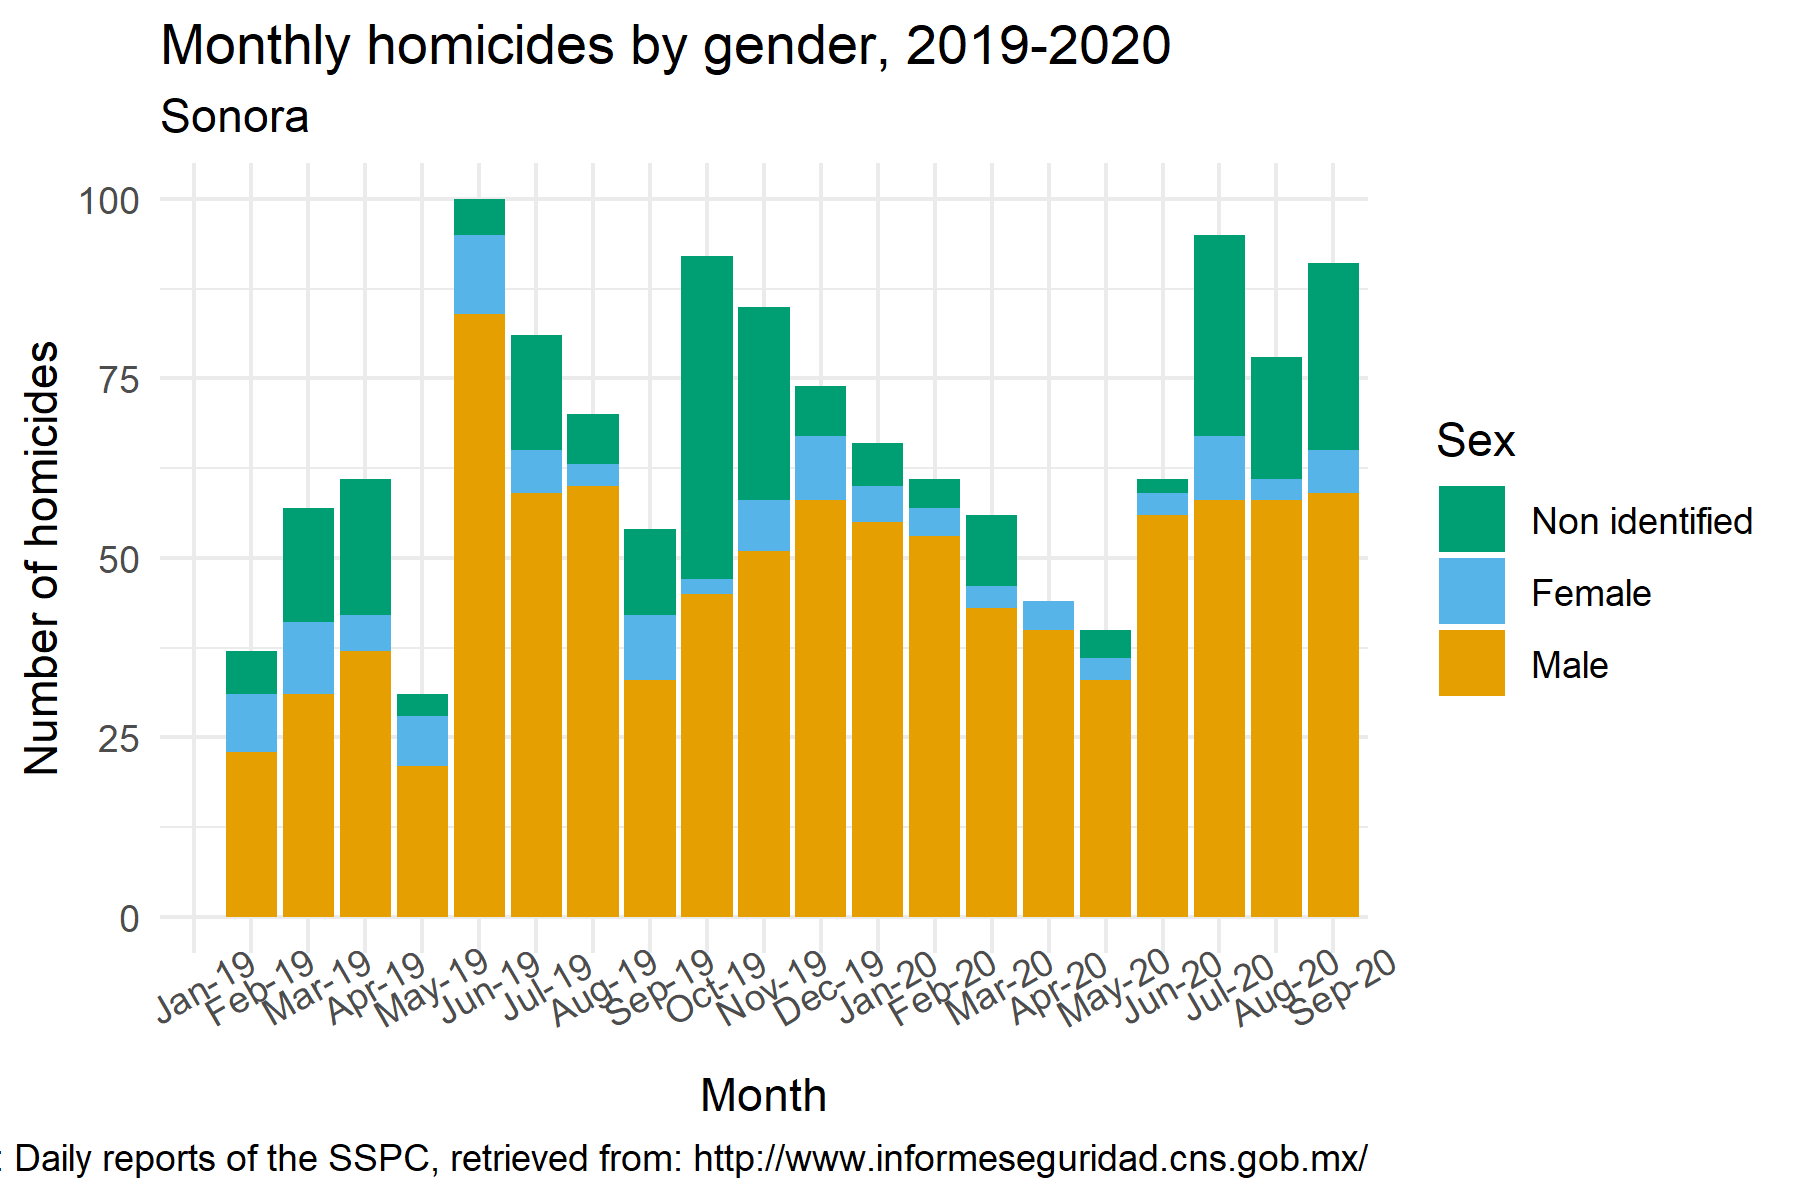 Monthly homicides by gender, 2019-2020
Sonora
Number of homicides
100
75
50
25
0
Jan-19
Feb-19
Mar-19
Apr-19
May-19
Jun-19
Jul-19
Aug-19
Sep-19
Oct-19
Nov-19
Dec-19
Jan-20
Feb-20
Mar-20
Apr-20
May-20
Jun-20
Jul-20
Aug-20
Sep-20
Month
Sex
Non identified
Female
Male
: Daily reports of the SSPC, retrieved from: http://www.informeseguridad.cns.gob.mx/